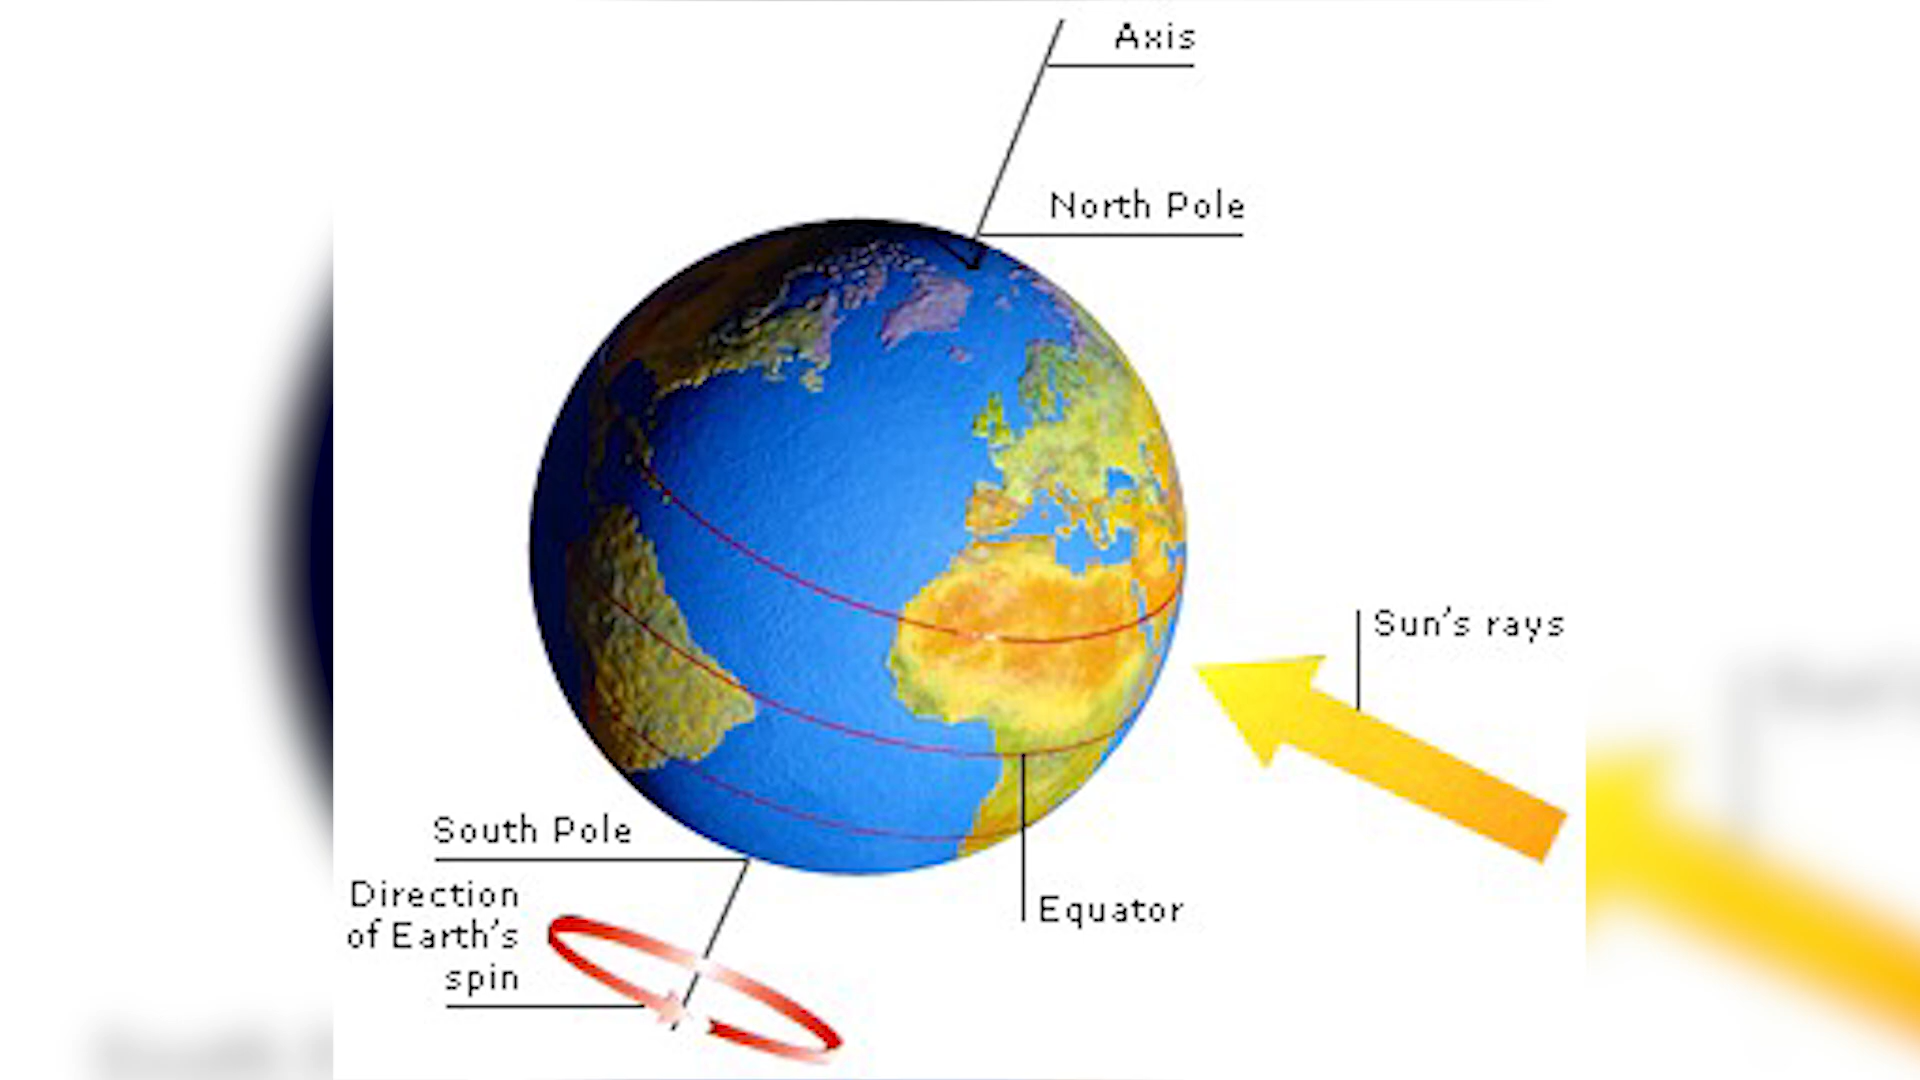 Axis
North Pole
Sun's rays
South Pole
Direction
of Earth's
spin
Equator